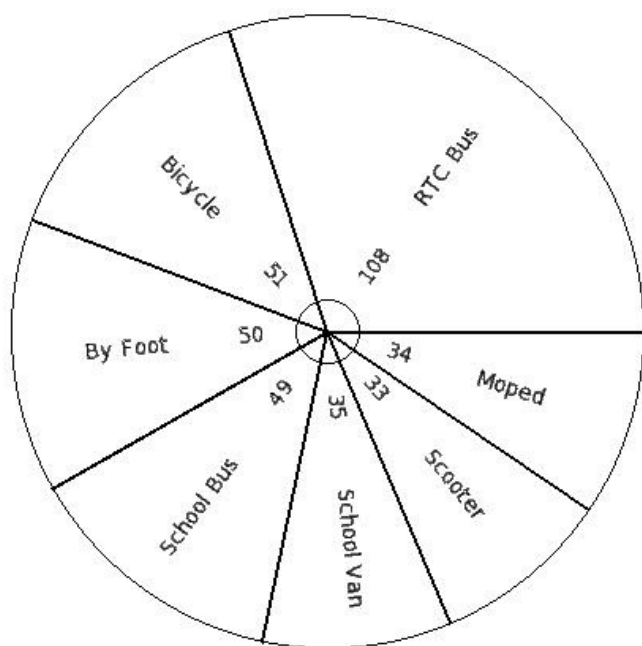 RTC Bus
108
Bicycle
51
By Foot
50
School Bus
49
School Van
35
Scooter
33
Moped
34